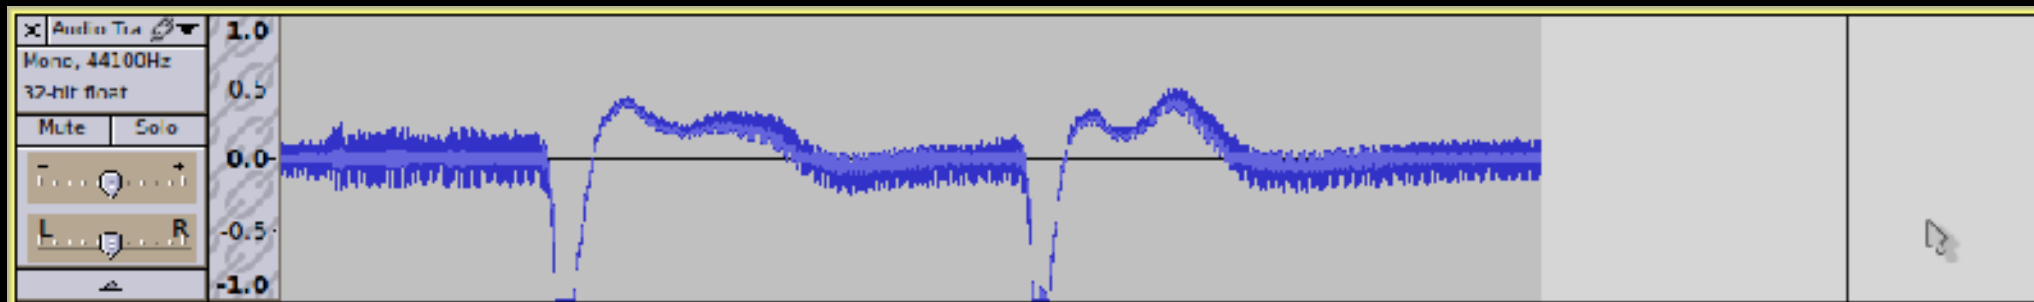 X Audio Tra
Mono, 44100Hz
32-bit float
Mute Solo
- +
L R
1.0
0.5
0.0-
-0.5-
-1.0